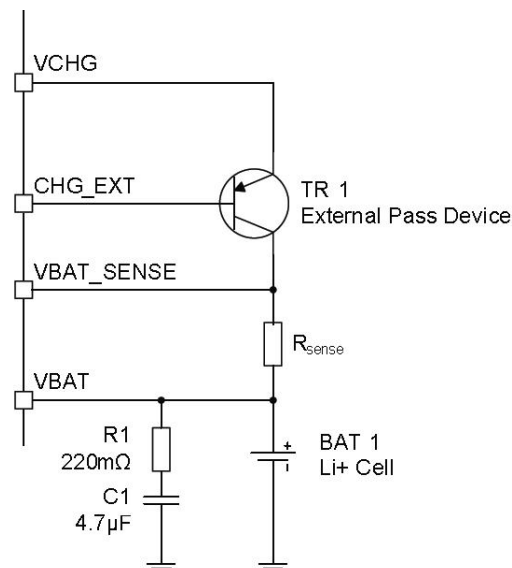 VCHG
CHG_EXT
TR 1
External Pass Device
VBAT_SENSE
Rsense
VBAT
R1
220mΩ
BAT 1
Li+ Cell
C1
4.7µF
+